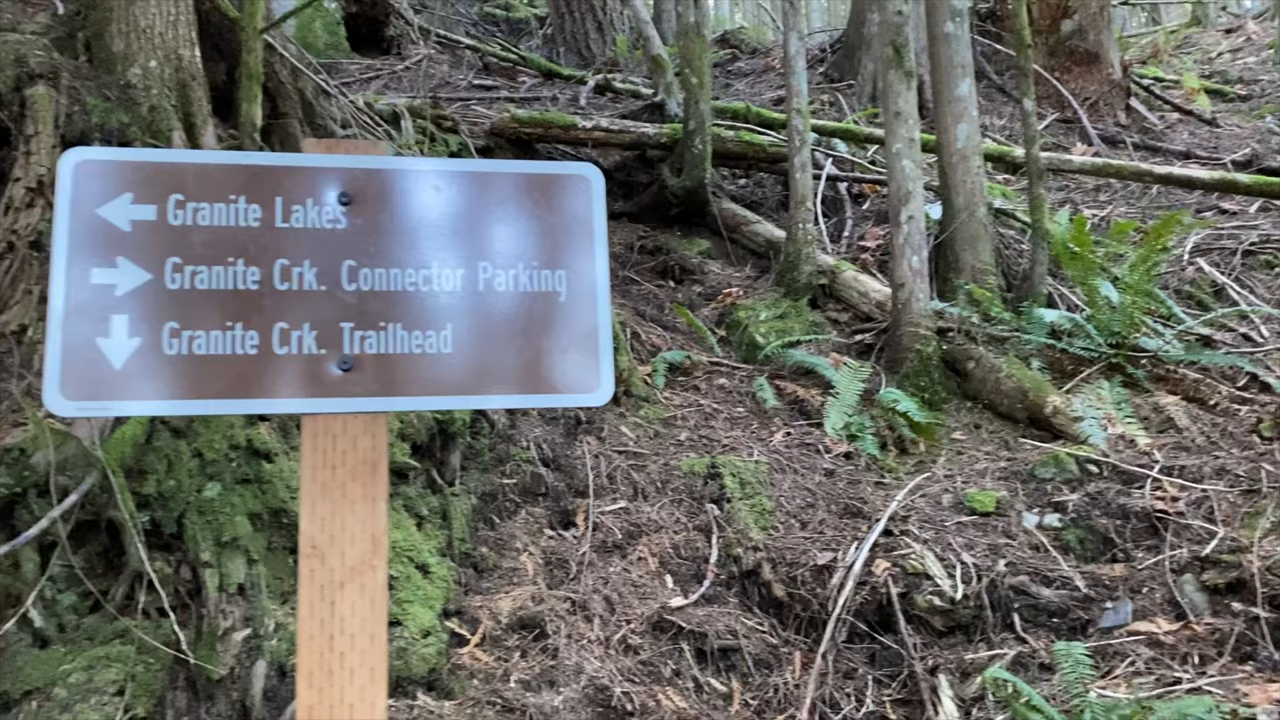 Granite Lakes
Granite Crk. Connector Parking
Granite Crk. Trailhead